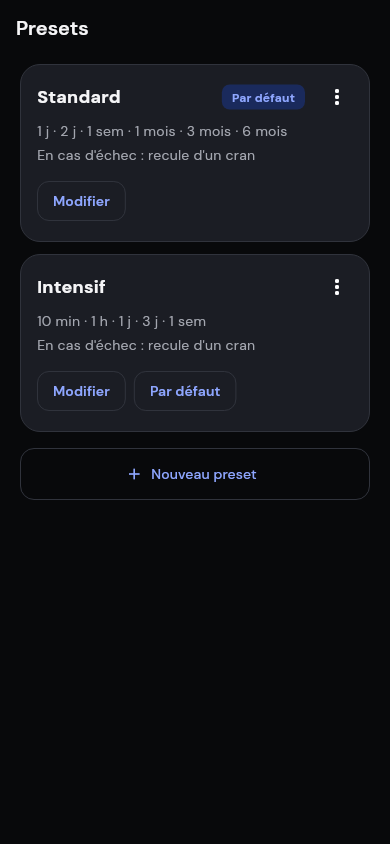 Presets
Standard
Par défaut
1 j · 2 j · 1 sem · 1 mois · 3 mois · 6 mois
En cas d'échec : recule d'un cran
Modifier
Intensif
10 min · 1 h · 1 j · 3 j · 1 sem
En cas d'échec : recule d'un cran
Modifier
Par défaut
+ Nouveau preset